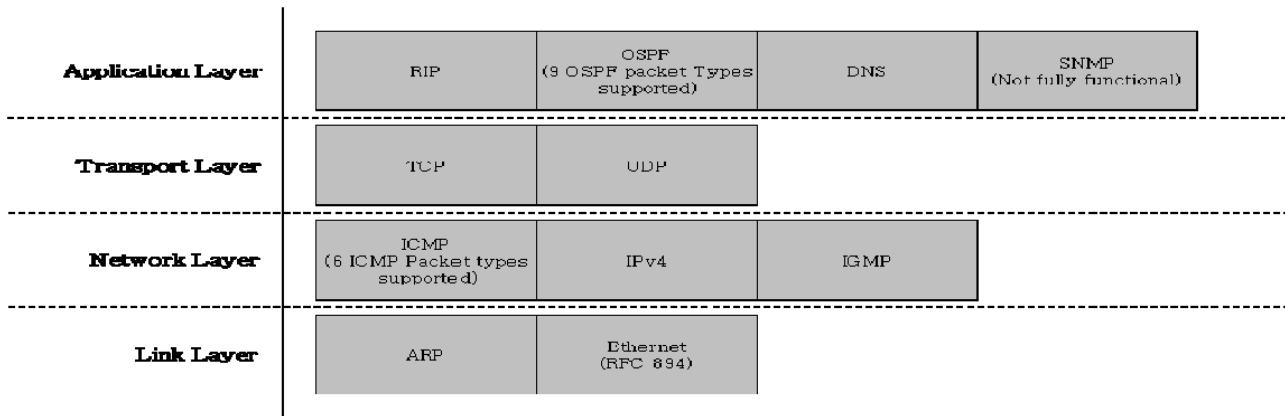 Application Layer
RIP
OSPF
(9 OSPF packet Types
supported)
DNS
SNMP
(Not fully functional)
Transport Layer
TCP
UDP
Network Layer
ICMP
(6 ICMP Packet types
supported)
IPv4
IGMP
Link Layer
ARP
Ethernet
(RFC 894)